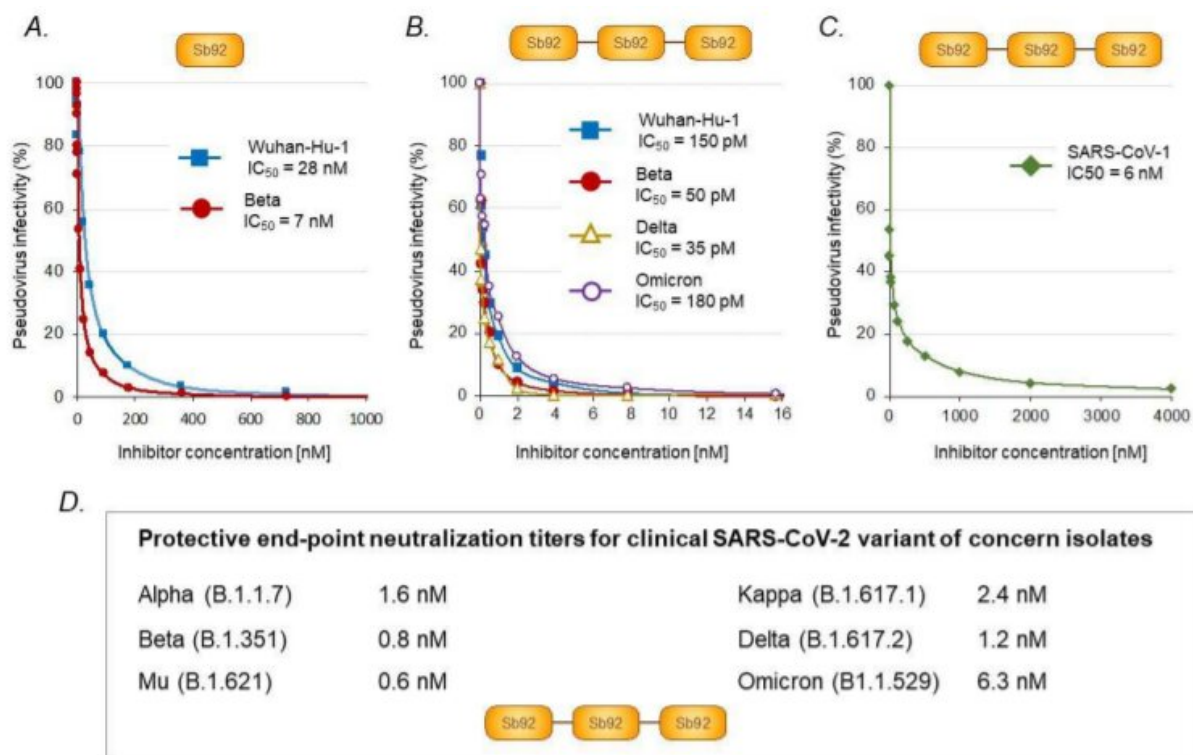 A.
Sb92
Pseudovirus infectivity (%)
100
80
60
40
20
0
Wuhan-Hu-1
IC₅₀ = 28 nM
Beta
IC₅₀ = 7 nM
0 200 400 600 800 1000
Inhibitor concentration [nM]
B.
Sb92 Sb92 Sb92
Pseudovirus infectivity (%)
100
80
60
40
20
0
Wuhan-Hu-1
IC₅₀ = 150 pM
Beta
IC₅₀ = 50 pM
Delta
IC₅₀ = 35 pM
Omicron
IC₅₀ = 180 pM
0 2 4 6 8 10 12 14 16
Inhibitor concentration [nM]
C.
Sb92 Sb92 Sb92
Pseudovirus infectivity (%)
100
80
60
40
20
0
SARS-CoV-1
IC50 = 6 nM
0 1000 2000 3000 4000
Inhibitor concentration [nM]
D.
Protective end-point neutralization titers for clinical SARS-CoV-2 variant of concern isolates
Alpha (B.1.1.7) 1.6 nM
Beta (B.1.351) 0.8 nM
Mu (B.1.621) 0.6 nM
Kappa (B.1.617.1) 2.4 nM
Delta (B.1.617.2) 1.2 nM
Omicron (B1.1.529) 6.3 nM
Sb92 Sb92 Sb92